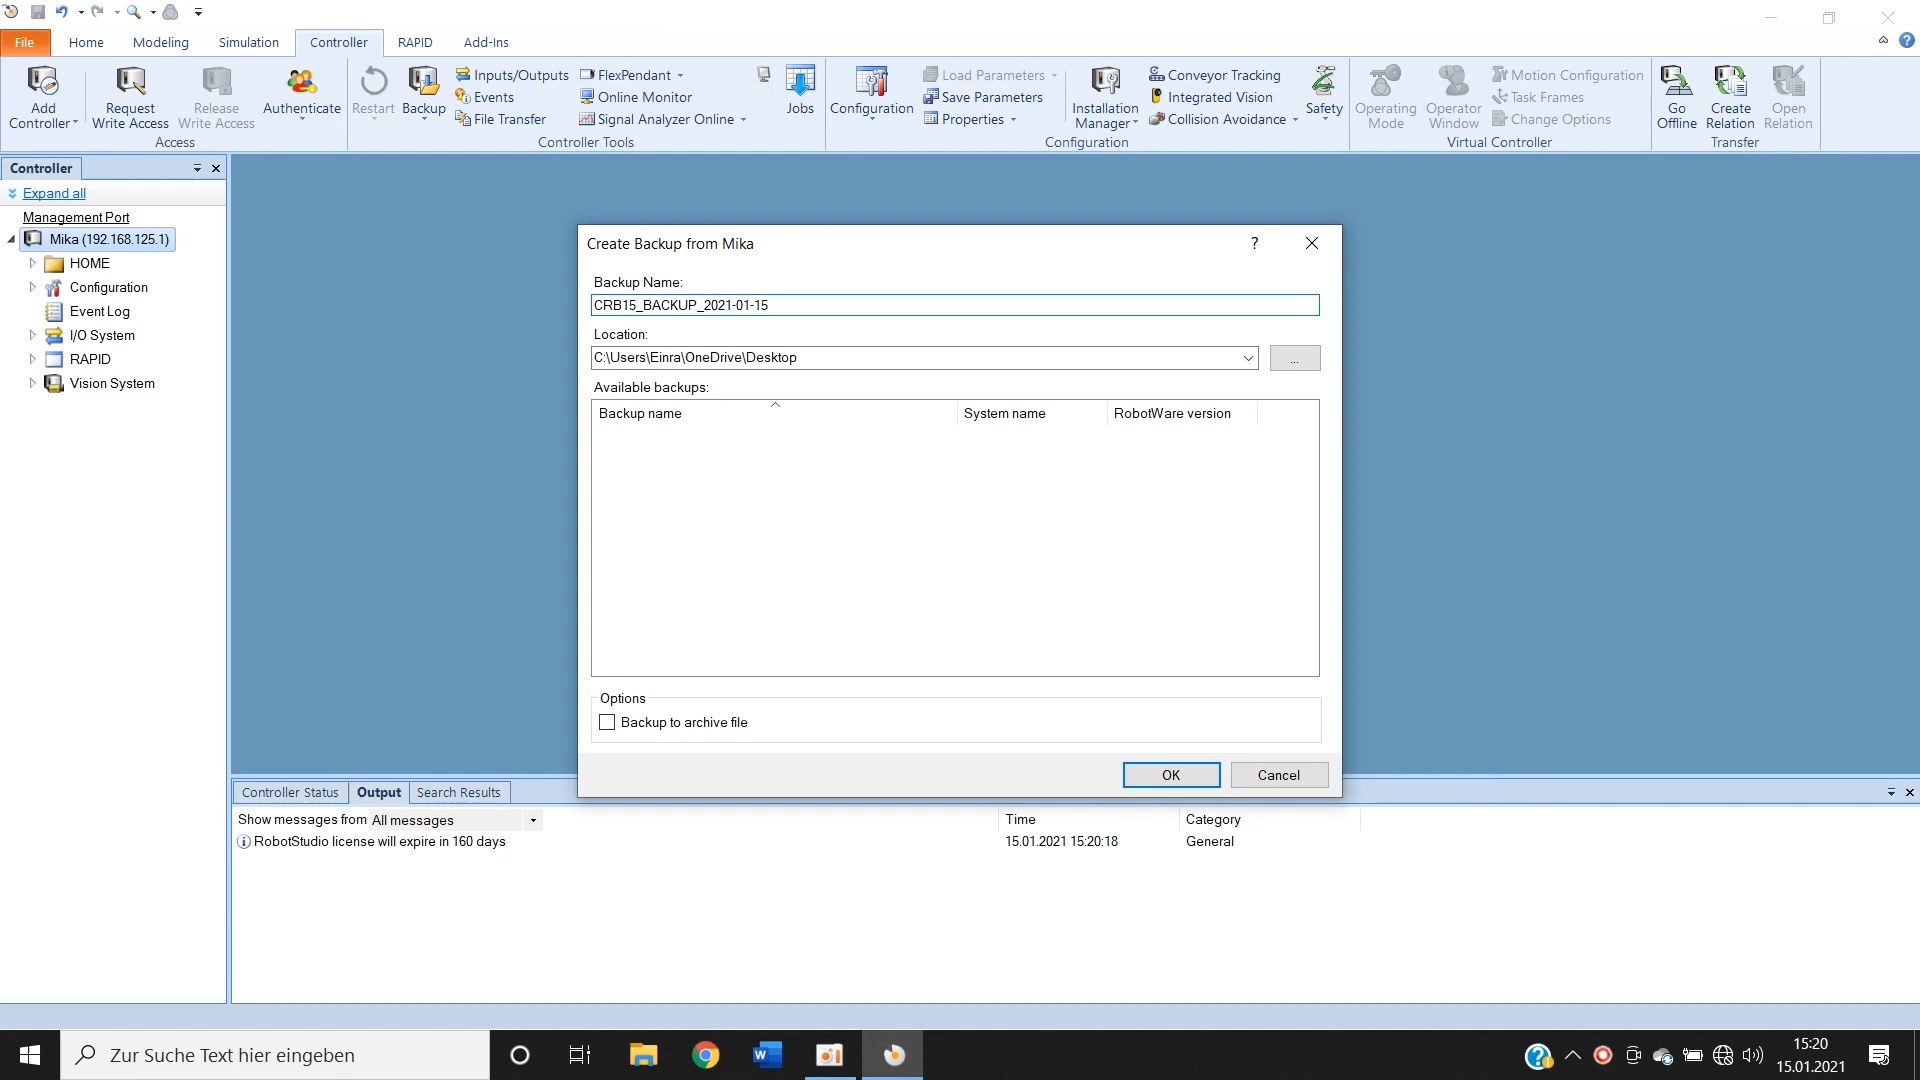 File Home Modeling Simulation Controller RAPID Add-Ins
Add Controller
Request Write Access
Release Write Access
Authenticate
Access
Restart
Backup
Inputs/Outputs
Events
File Transfer
FlexPendant
Online Monitor
Signal Analyzer Online
Jobs
Controller Tools
Configuration
Load Parameters
Save Parameters
Properties
Installation Manager
Conveyor Tracking
Integrated Vision
Collision Avoidance
Safety
Configuration
Operating Mode
Operator Window
Motion Configuration
Task Frames
Change Options
Virtual Controller
Go Offline
Create Relation
Open Relation
Transfer
Controller
Expand all
Management Port
Mika (192.168.125.1)
HOME
Configuration
Event Log
I/O System
RAPID
Vision System
Create Backup from Mika ?
Backup Name:
CRB15_BACKUP_2021-01-15
Location:
C:\Users\Einra\OneDrive\Desktop ...
Available backups:
Backup name System name RobotWare version
Options
Backup to archive file
OK Cancel
Controller Status Output Search Results
Show messages from All messages Time Category
RobotStudio license will expire in 160 days 15.01.2021 15:20:18 General
Zur Suche Text hier eingeben
15:20
15.01.2021